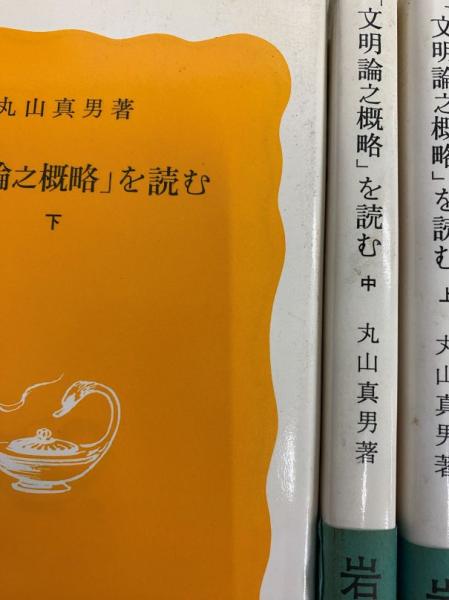 丸山真男著
論之概略」を読む
下
「文明論之概略」を読む 中 丸山真男著
岩
「文明論之概略」を読む 上 丸山真男著
岩